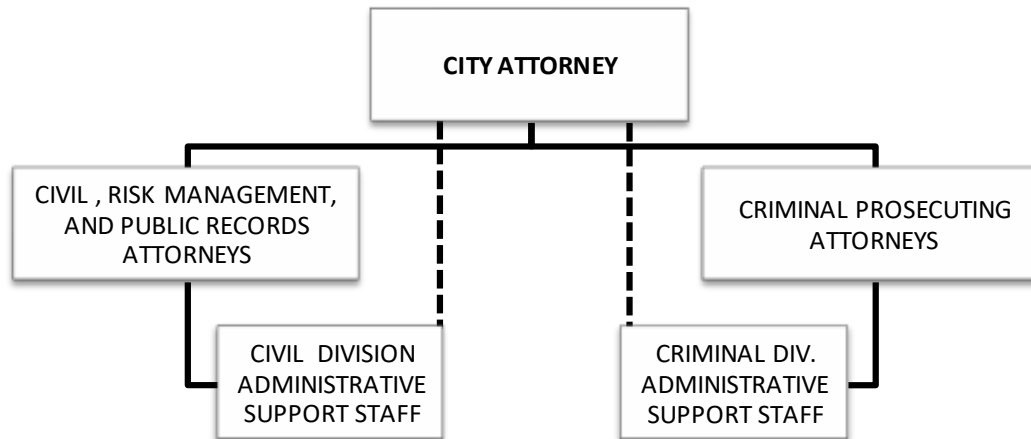 CITY ATTORNEY
CIVIL , RISK MANAGEMENT,
AND PUBLIC RECORDS
ATTORNEYS
CRIMINAL PROSECUTING
ATTORNEYS
CIVIL DIVISION
ADMINISTRATIVE
SUPPORT STAFF
CRIMINAL DIV.
ADMINISTRATIVE
SUPPORT STAFF